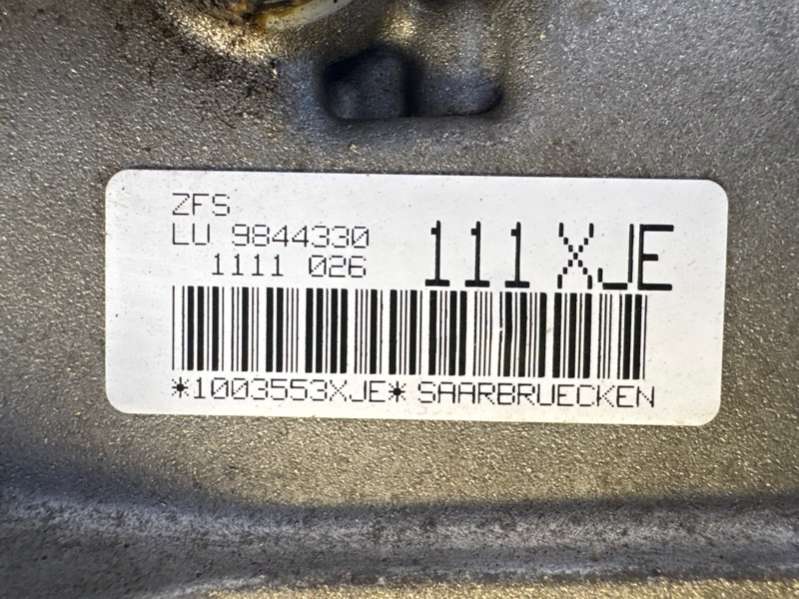 ZFS
LU 9844330
1111 026
111 XJE
*1003553XJE* SAARBRUECKEN